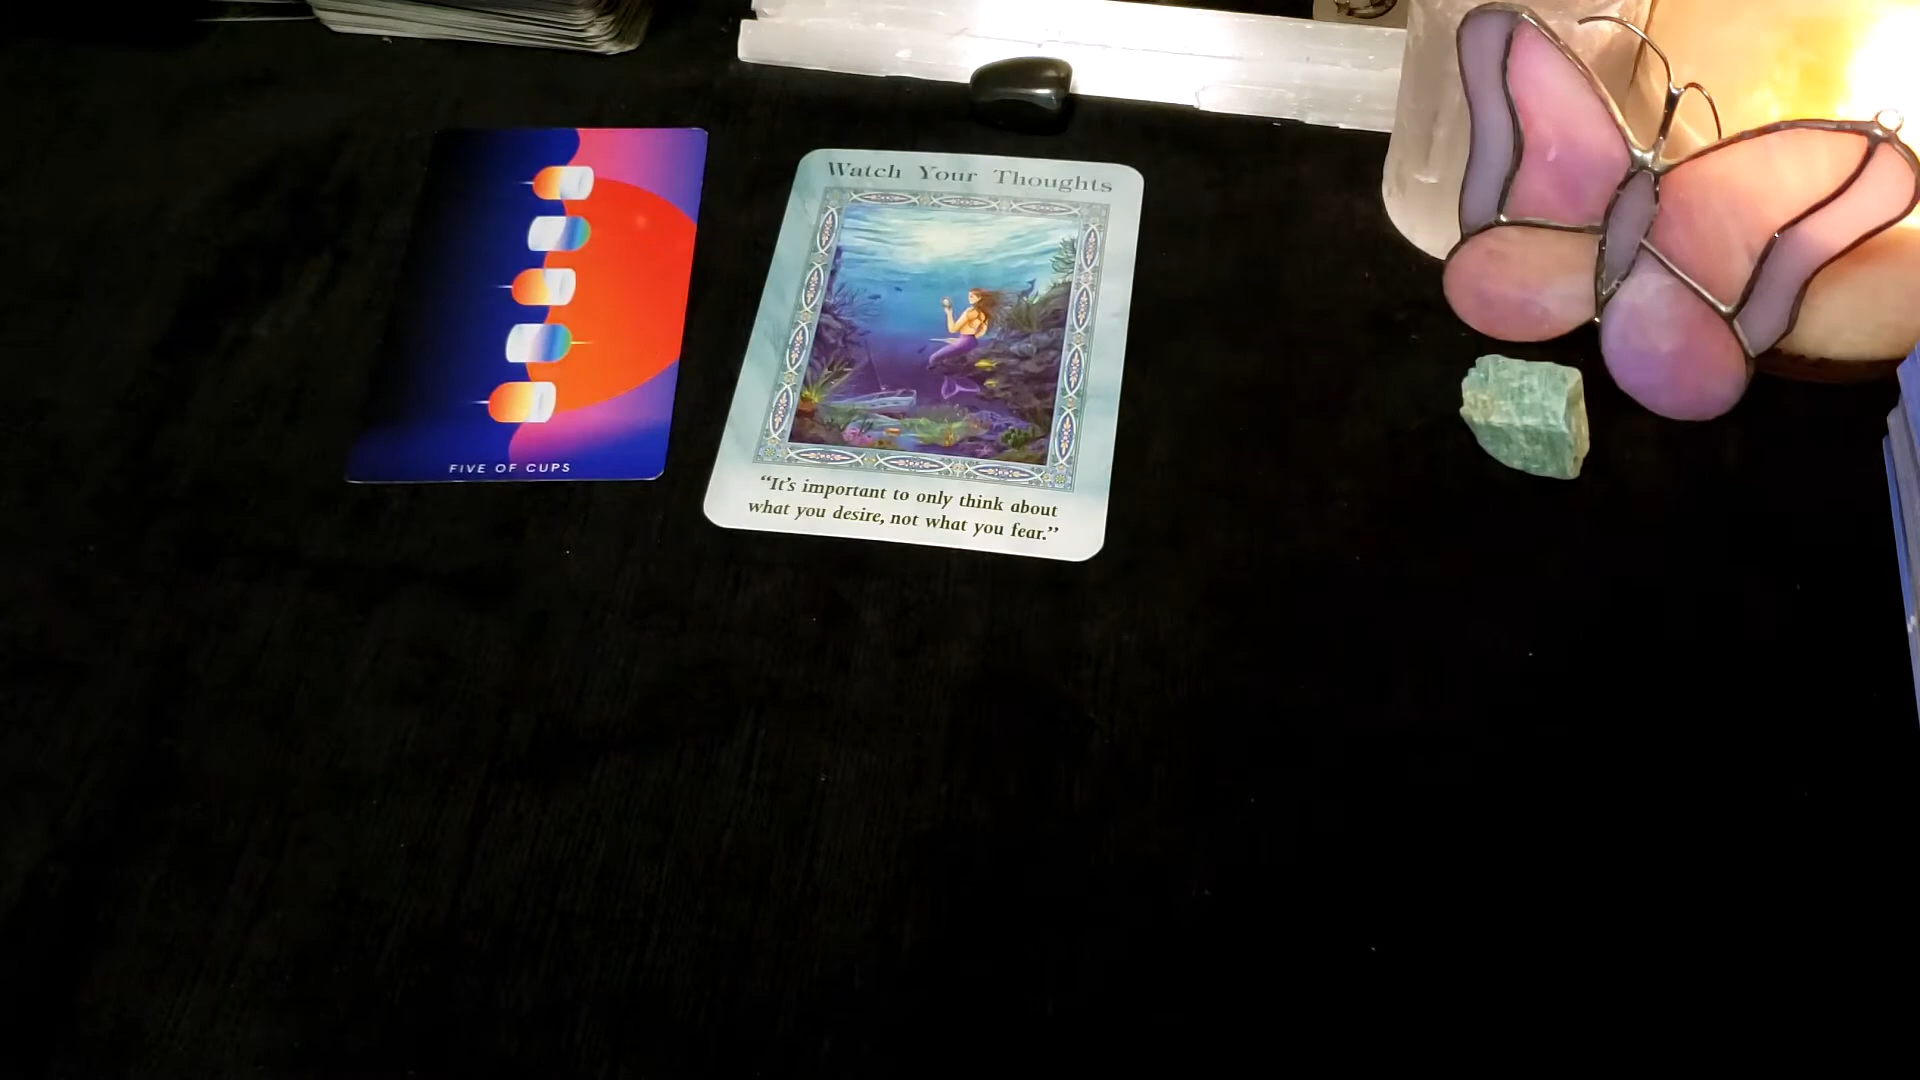 FIVE OF CUPS
Watch Your Thoughts
“It’s important to only think about
what you desire, not what you fear.”